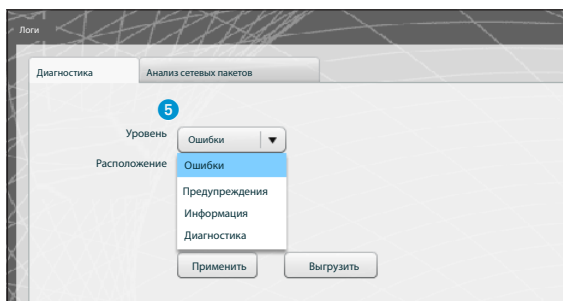 Логи
Диагностика
Анализ сетевых пакетов
5
Уровень
Ошибки
Расположение
Ошибки
Предупреждения
Информация
Диагностика
Применить
Выгрузить